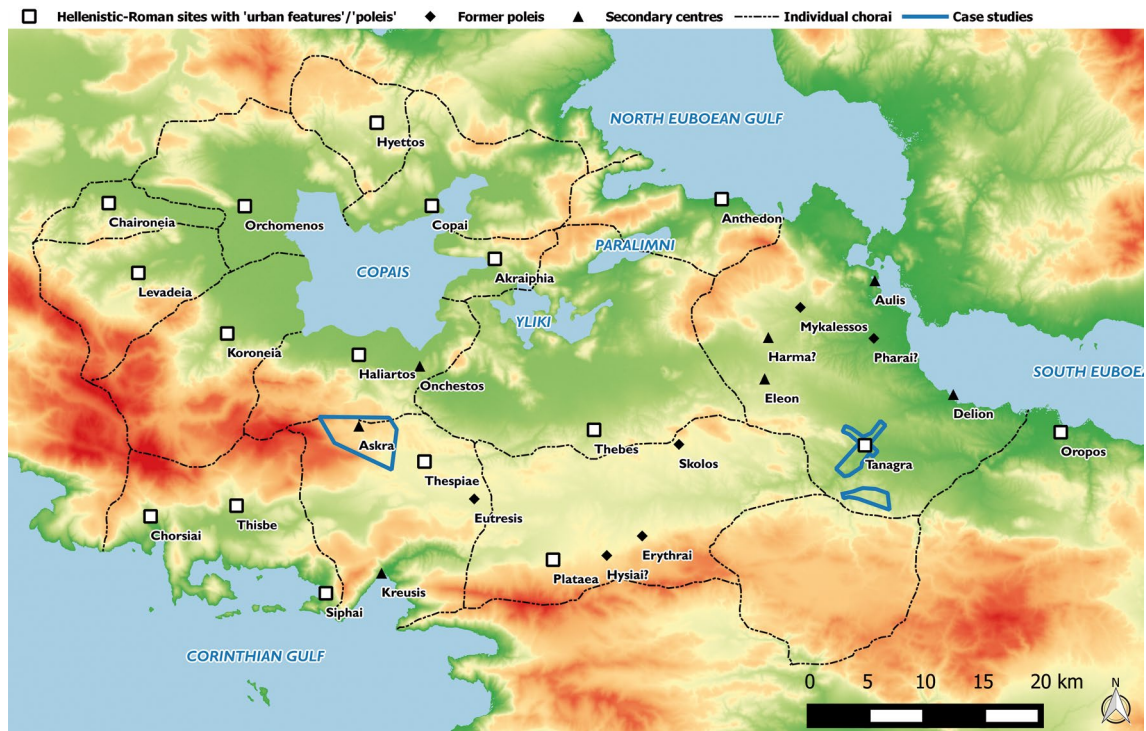 Hellenistic-Roman sites with 'urban features'/'poleis' Former poleis Secondary centres Individual chorai Case studies
NORTH EUBOEAN GULF
Hyettos
Chaironeia
Orchomenos
Copai
Anthedon
PARALIMNI
Akraiphia
COPAIS
Levadeia
Aulis
YLIKI
Mykalessos
Koroneia
Harma?
Pharai?
Haliartos
Onchestos
SOUTH EUBOEA
Eleon
Delion
Askra
Thebes
Skolos
Tanagra
Oropos
Thespiae
Eutresis
Thisbe
Chorsiai
Erythrai
Plataea
Hysiai?
Kreusis
Siphai
CORINTHIAN GULF
0 5 10 15 20 km
N